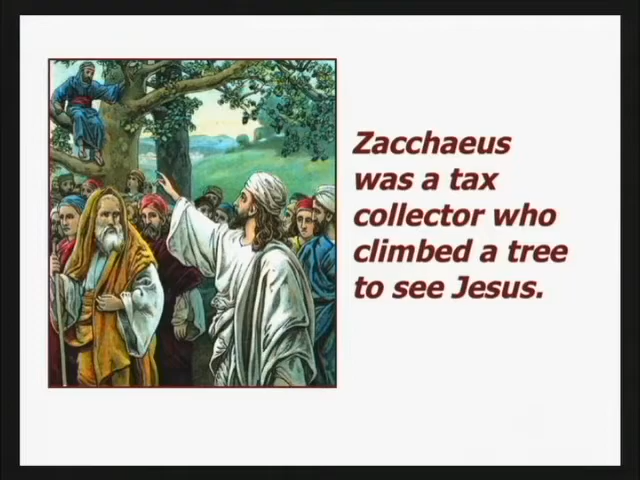 Zacchaeus
was a tax
collector who
climbed a tree
to see Jesus.